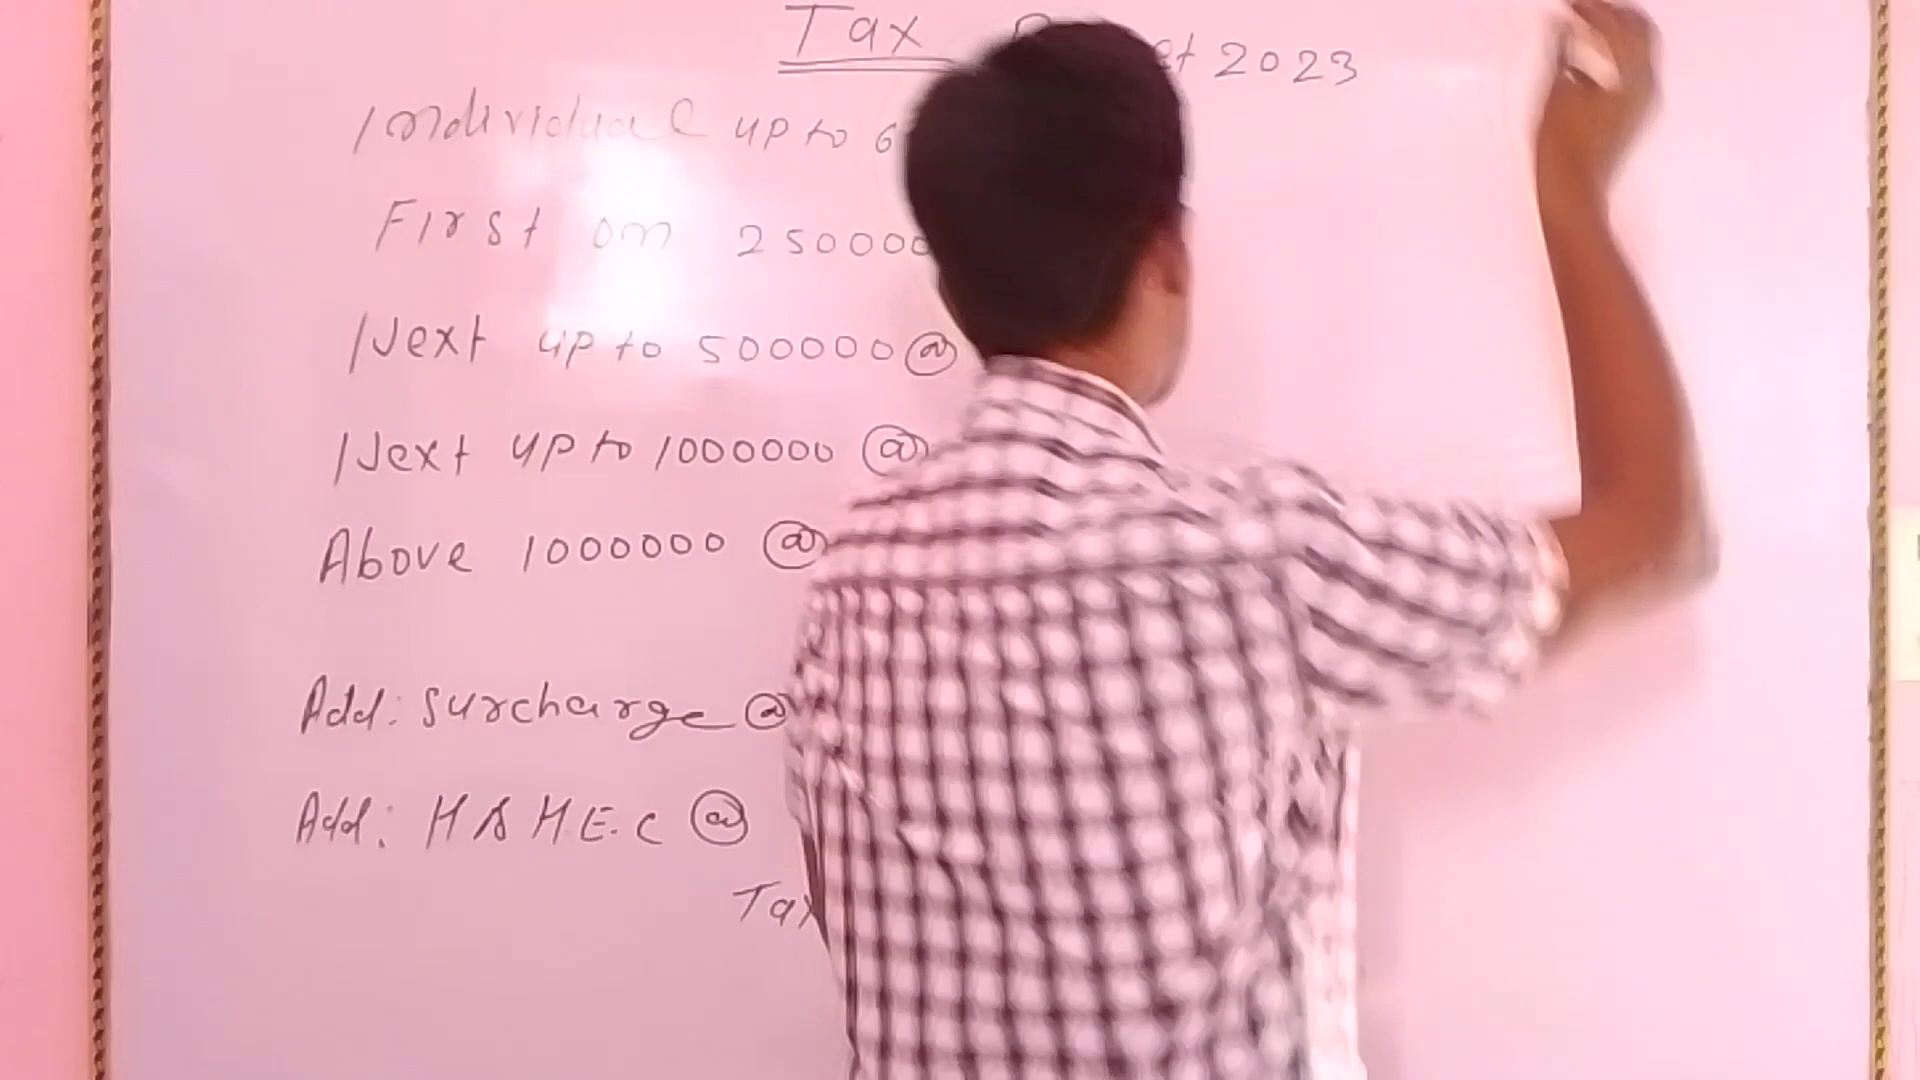 Tax et 2023
Individual up to 6
First on 250000
Next up to 500000 @
Next up to 1000000 @
Above 1000000 @
Add: Surcharge @
Add: H & H.E.C @
Tax